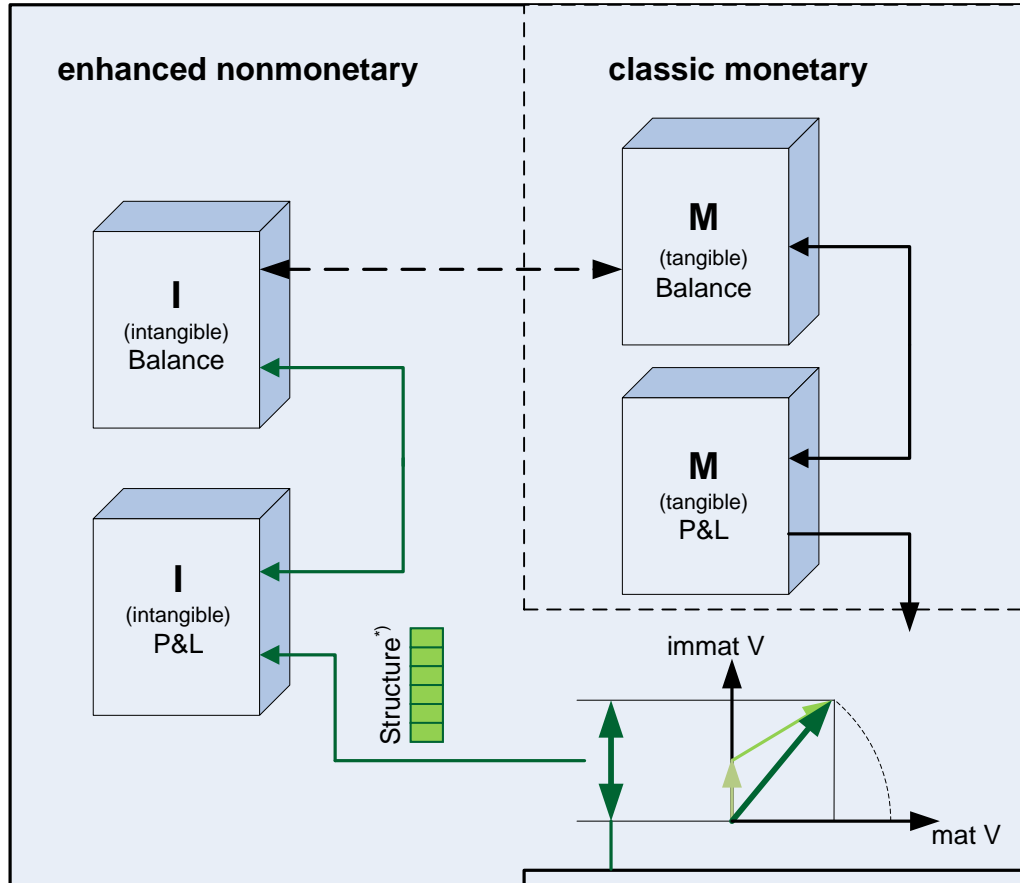 enhanced nonmonetary
classic monetary
M
(tangible)
Balance
I
(intangible)
Balance
M
(tangible)
P&L
I
(intangible)
P&L
Structure*)
immat V
mat V